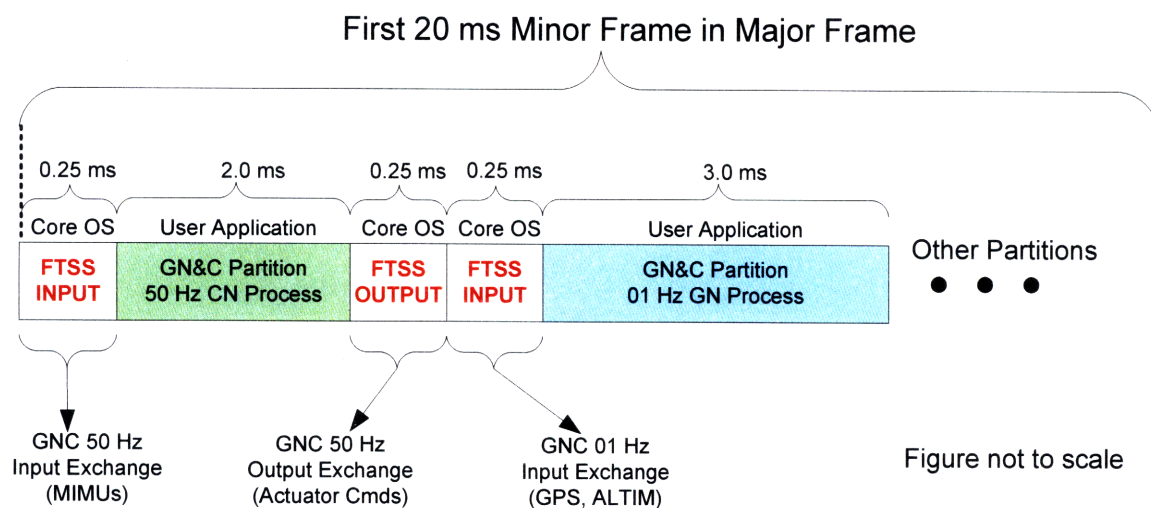 First 20 ms Minor Frame in Major Frame
0.25 ms
2.0 ms
0.25 ms
0.25 ms
3.0 ms
Core OS
User Application
Core OS
Core OS
User Application
FTSS
INPUT
GN&C Partition
50 Hz CN Process
FTSS
OUTPUT
FTSS
INPUT
GN&C Partition
01 Hz GN Process
Other Partitions
GNC 50 Hz
Input Exchange
(MIMUs)
GNC 50 Hz
Output Exchange
(Actuator Cmds)
GNC 01 Hz
Input Exchange
(GPS, ALTIM)
Figure not to scale